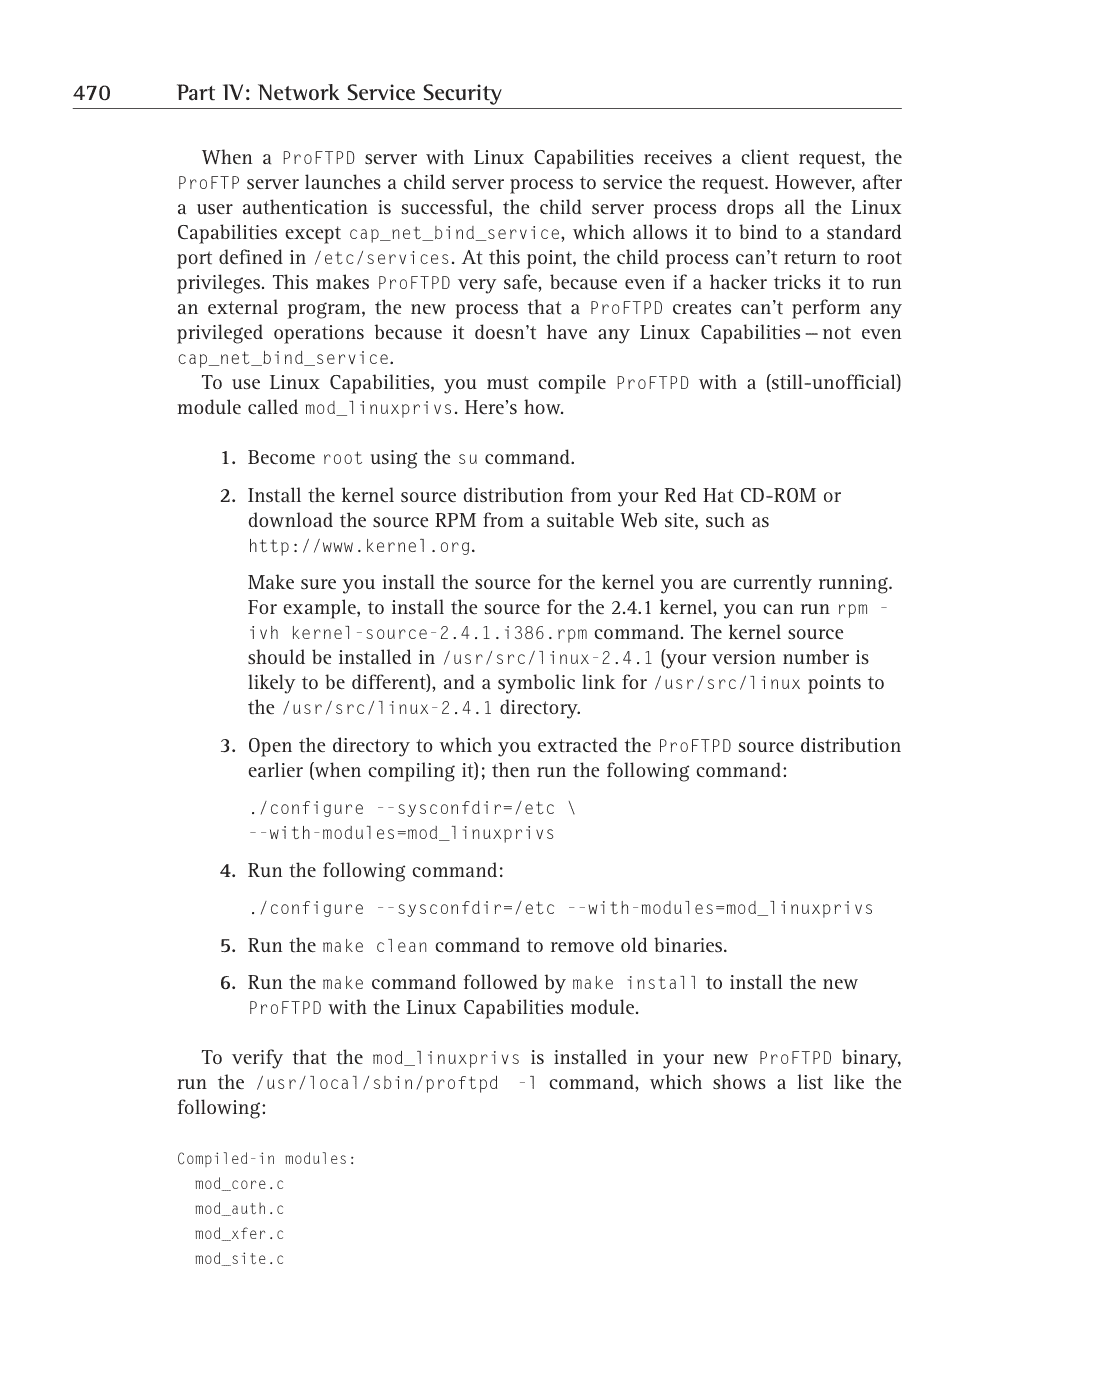 470 Part IV: Network Service Security
When a ProFTPD server with Linux Capabilities receives a client request, the
ProFTP server launches a child server process to service the request. However, after
a user authentication is successful, the child server process drops all the Linux
Capabilities except cap_net_bind_service, which allows it to bind to a standard
port defined in /etc/services. At this point, the child process can’t return to root
privileges. This makes ProFTPD very safe, because even if a hacker tricks it to run
an external program, the new process that a ProFTPD creates can’t perform any
privileged operations because it doesn’t have any Linux Capabilities — not even
cap_net_bind_service.
To use Linux Capabilities, you must compile ProFTPD with a (still-unofficial)
module called mod_linuxprivs. Here’s how.
1. Become root using the su command.
2. Install the kernel source distribution from your Red Hat CD-ROM or
download the source RPM from a suitable Web site, such as
http://www.kernel.org.
Make sure you install the source for the kernel you are currently running.
For example, to install the source for the 2.4.1 kernel, you can run rpm -
ivh kernel-source-2.4.1.i386.rpm command. The kernel source
should be installed in /usr/src/linux-2.4.1 (your version number is
likely to be different), and a symbolic link for /usr/src/linux points to
the /usr/src/linux-2.4.1 directory.
3. Open the directory to which you extracted the ProFTPD source distribution
earlier (when compiling it); then run the following command:
./configure --sysconfdir=/etc \
--with-modules=mod_linuxprivs
4. Run the following command:
./configure --sysconfdir=/etc --with-modules=mod_linuxprivs
5. Run the make clean command to remove old binaries.
6. Run the make command followed by make install to install the new
ProFTPD with the Linux Capabilities module.
To verify that the mod_linuxprivs is installed in your new ProFTPD binary,
run the /usr/local/sbin/proftpd -l command, which shows a list like the
following:
Compiled-in modules:
mod_core.c
mod_auth.c
mod_xfer.c
mod_site.c